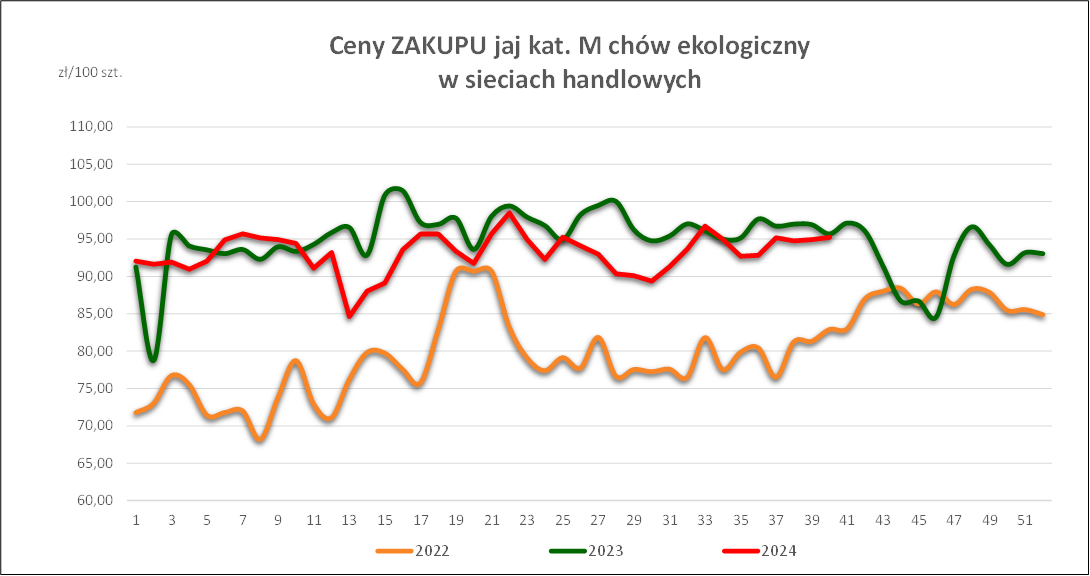 Ceny ZAKUPU jaj kat. M chów ekologiczny
w sieciach handlowych
zł/100 szt.
110,00
105,00
100,00
95,00
90,00
85,00
80,00
75,00
70,00
65,00
60,00
1 3 5 7 9 11 13 15 17 19 21 23 25 27 29 31 33 35 37 39 41 43 45 47 49 51
2022 2023 2024